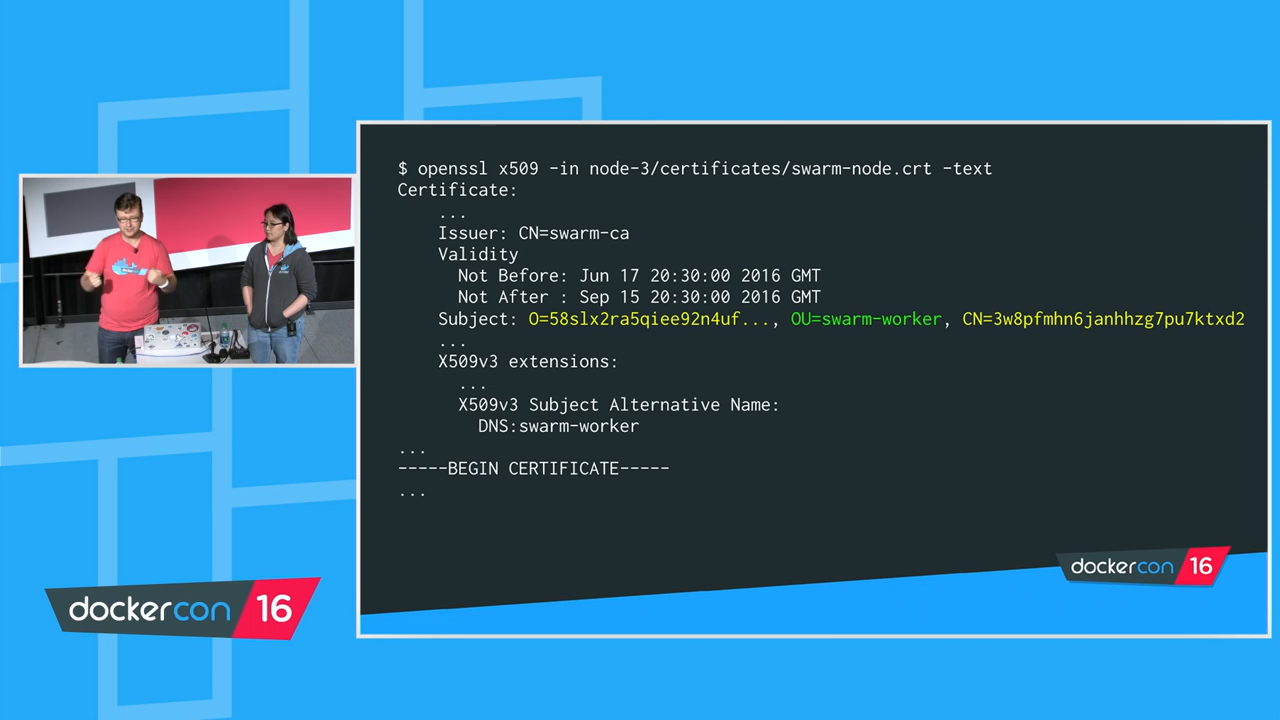 $ openssl x509 -in node-3/certificates/swarm-node.crt -text
Certificate:
...
Issuer: CN=swarm-ca
Validity
Not Before: Jun 17 20:30:00 2016 GMT
Not After : Sep 15 20:30:00 2016 GMT
Subject: O=58slx2ra5qiee92n4uf..., OU=swarm-worker, CN=3w8pfmhn6janhhzg7pu7ktxd2
...
X509v3 extensions:
...
X509v3 Subject Alternative Name:
DNS:swarm-worker
...
-----BEGIN CERTIFICATE-----
...
dockercon 16
dockercon 16